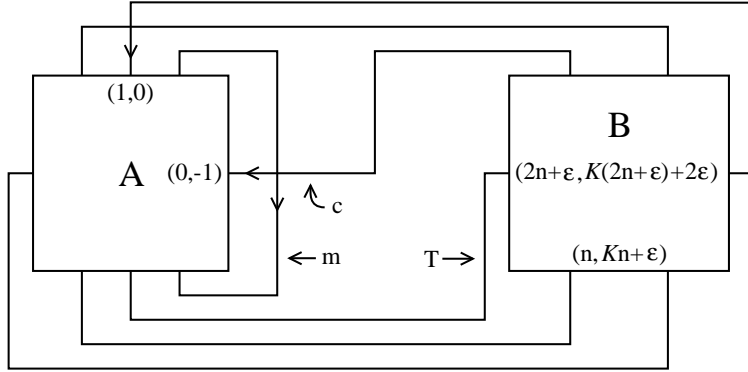 (1,0)
B
A
(0,-1)
(2n+ε, K(2n+ε)+2ε)
c
(n, Kn+ε)
m
T